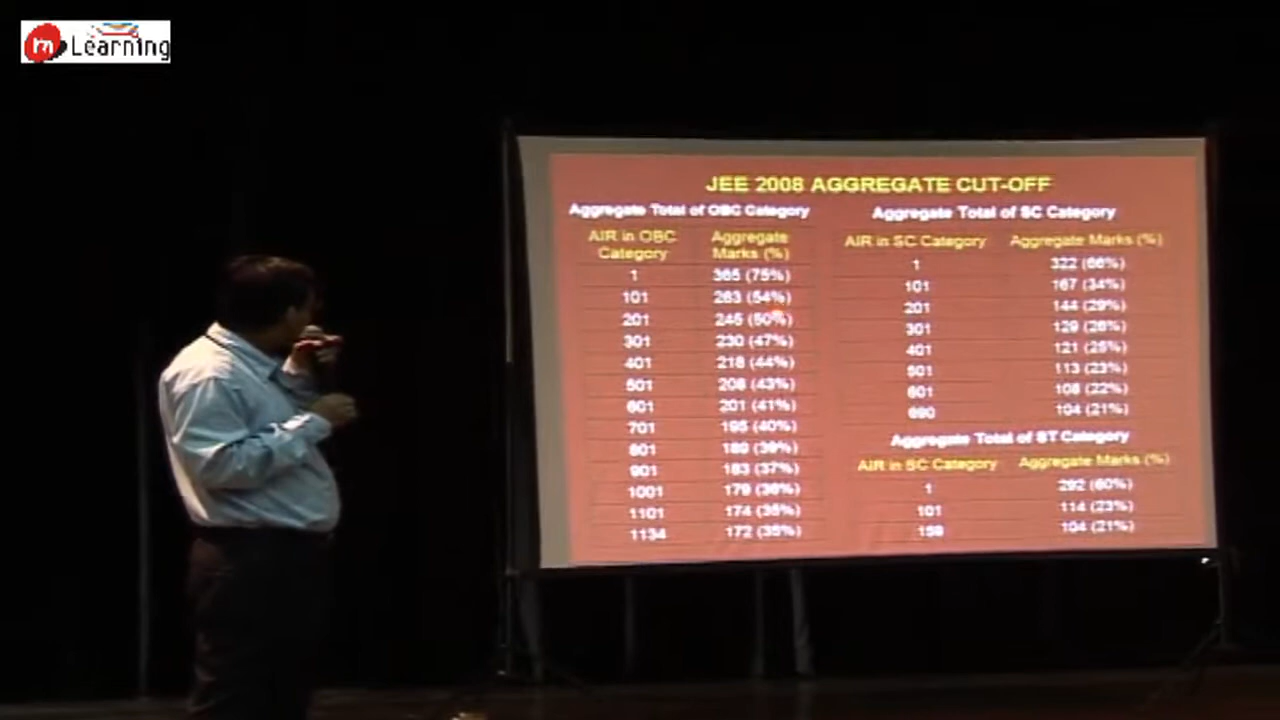 m Learning
JEE 2008 AGGREGATE CUT-OFF
Aggregate Total of OBC Category
AIR in OBC Category Aggregate Marks (%)
1 365 (75%)
101 263 (54%)
201 245 (50%)
301 230 (47%)
401 218 (44%)
501 208 (43%)
601 201 (41%)
701 195 (40%)
801 (39%)
901 183 (37%)
1001 179 (36%)
1101 174 (35%)
1134 172 (35%)
Aggregate Total of SC Category
AIR in SC Category Aggregate Marks (%)
1 322 (66%)
101 167 (34%)
201 144 (29%)
301 129 (26%)
401 121 (25%)
501 113 (23%)
601 108 (22%)
690 104 (21%)
Aggregate Total of ST Category
AIR in SC Category Aggregate Marks (%)
1 292 (60%)
101 114 (23%)
159 104 (21%)